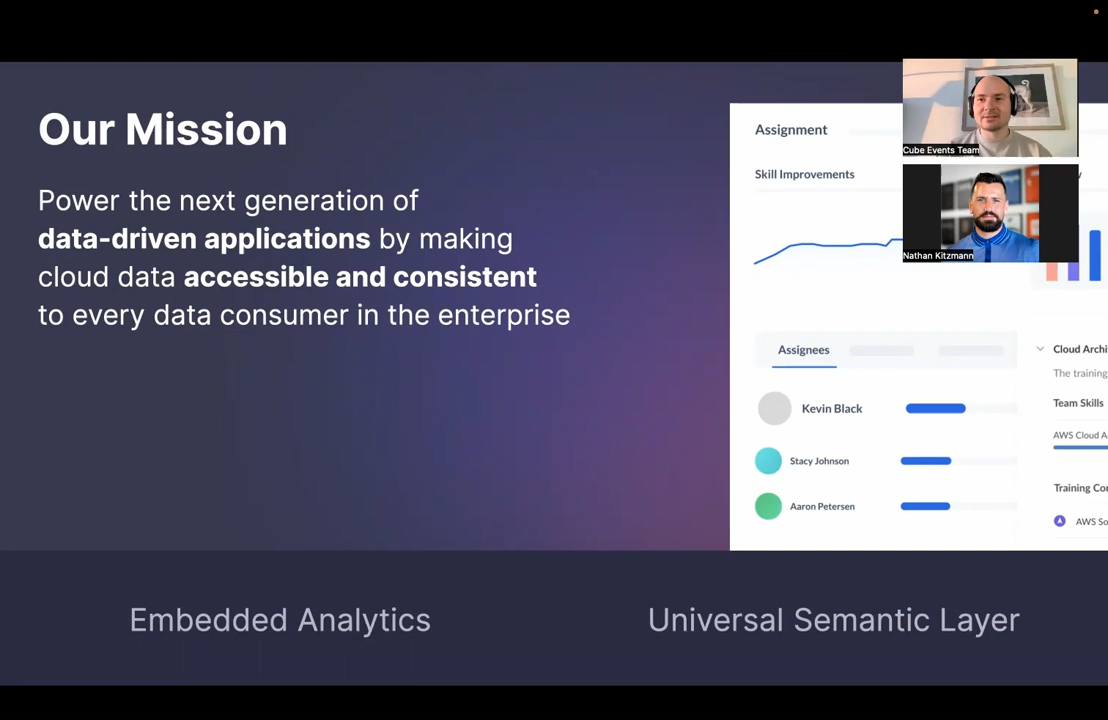 Our Mission
Power the next generation of
data-driven applications by making
cloud data accessible and consistent
to every data consumer in the enterprise
Assignment
Skill Improvements
Cube Events Team
Nathan Kitzmann
Assignees
Kevin Black
Stacy Johnson
Aaron Petersen
Cloud Archi
The training
Team Skills
AWS Cloud A
Training Co
AWS So
Embedded Analytics
Universal Semantic Layer